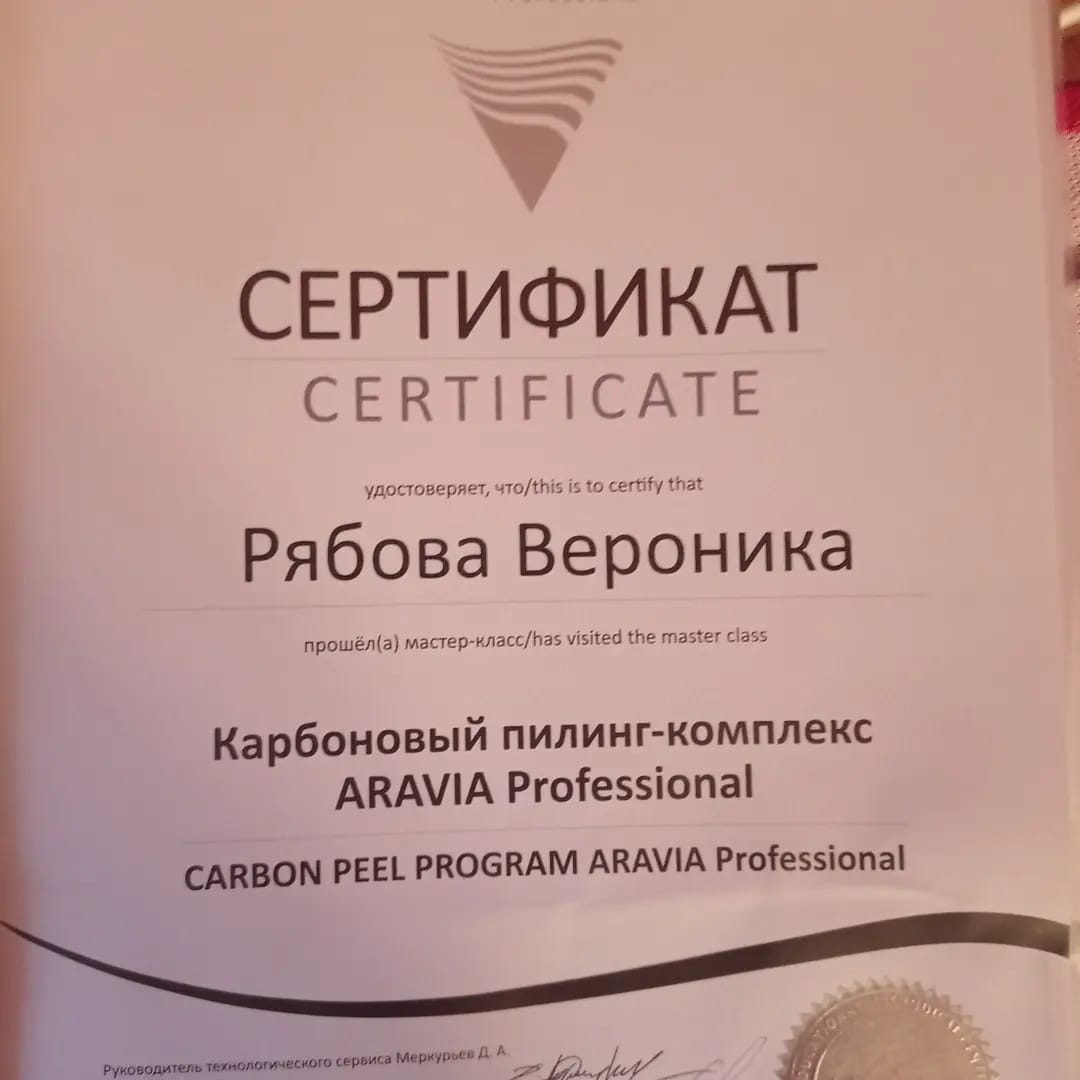 СЕРТИФИКАТ
CERTIFICATE
удостоверяет, что/this is to certify that
Рябова Вероника
прошёл(а) мастер-класс/has visited the master class
Карбоновый пилинг-комплекс
ARAVIA Professional
CARBON PEEL PROGRAM ARAVIA Professional
Руководитель технологического сервиса Меркурьев Д. А.